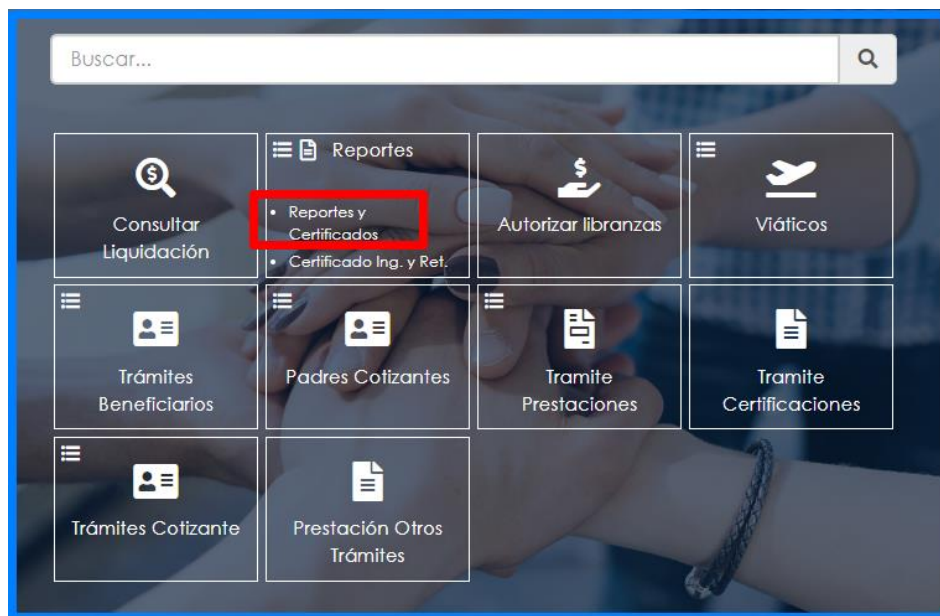 Buscar...
Consultar
Liquidación
Reportes
• Reportes y
Certificados
• Certificado Ing. y Ret.
Autorizar libranzas
Viáticos
Trámites
Beneficiarios
Padres Cotizantes
Tramite
Prestaciones
Tramite
Certificaciones
Trámites Cotizante
Prestación Otros
Trámites